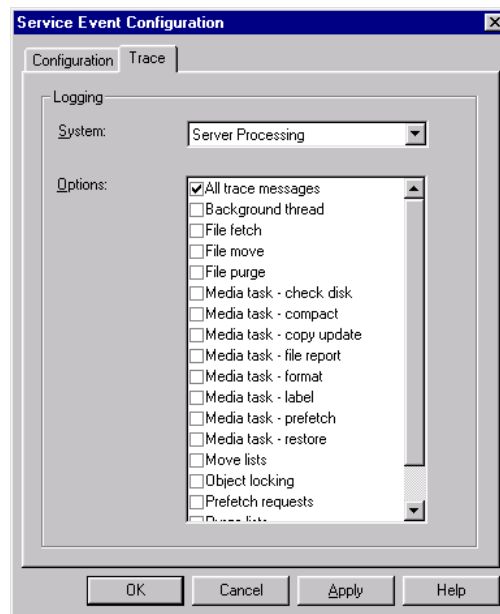 Service Event Configuration
Configuration Trace
Logging
System: Server Processing
Options:
All trace messages
Background thread
File fetch
File move
File purge
Media task - check disk
Media task - compact
Media task - copy update
Media task - file report
Media task - format
Media task - label
Media task - prefetch
Media task - restore
Move lists
Object locking
Prefetch requests
Purge lists
OK Cancel Apply Help